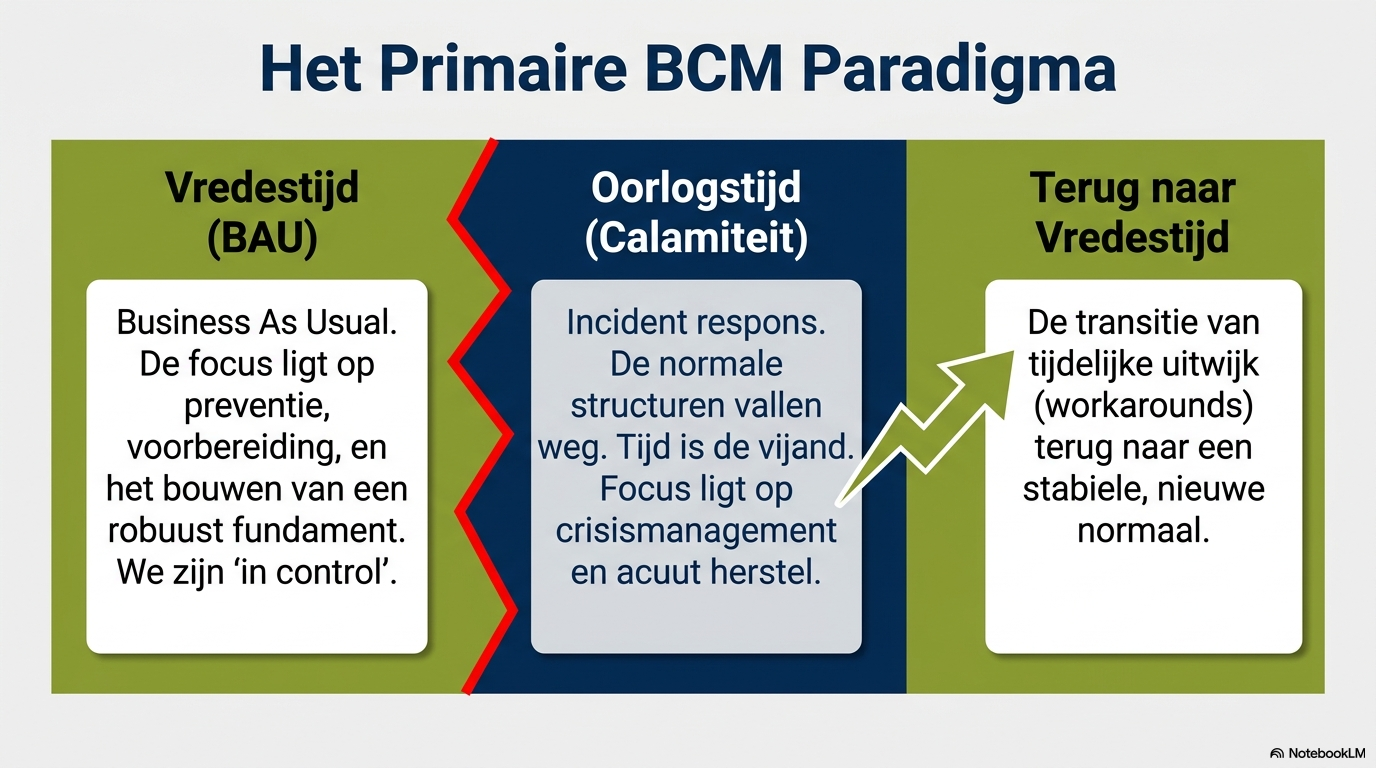 Het Primaire BCM Paradigma
Vredestijd
(BAU)
Business As Usual.
De focus ligt op
preventie,
voorbereiding, en
het bouwen van een
robuust fundament.
We zijn ‘in control’.
Oorlogstijd
(Calamiteit)
Incident respons.
De normale
structuren vallen
weg. Tijd is de vijand.
Focus ligt op
crisismanagement
en acuut herstel.
Terug naar
Vredestijd
De transitie van
tijdelijke uitwijk
(workarounds)
terug naar een
stabiele, nieuwe
normaal.
NotebookLM